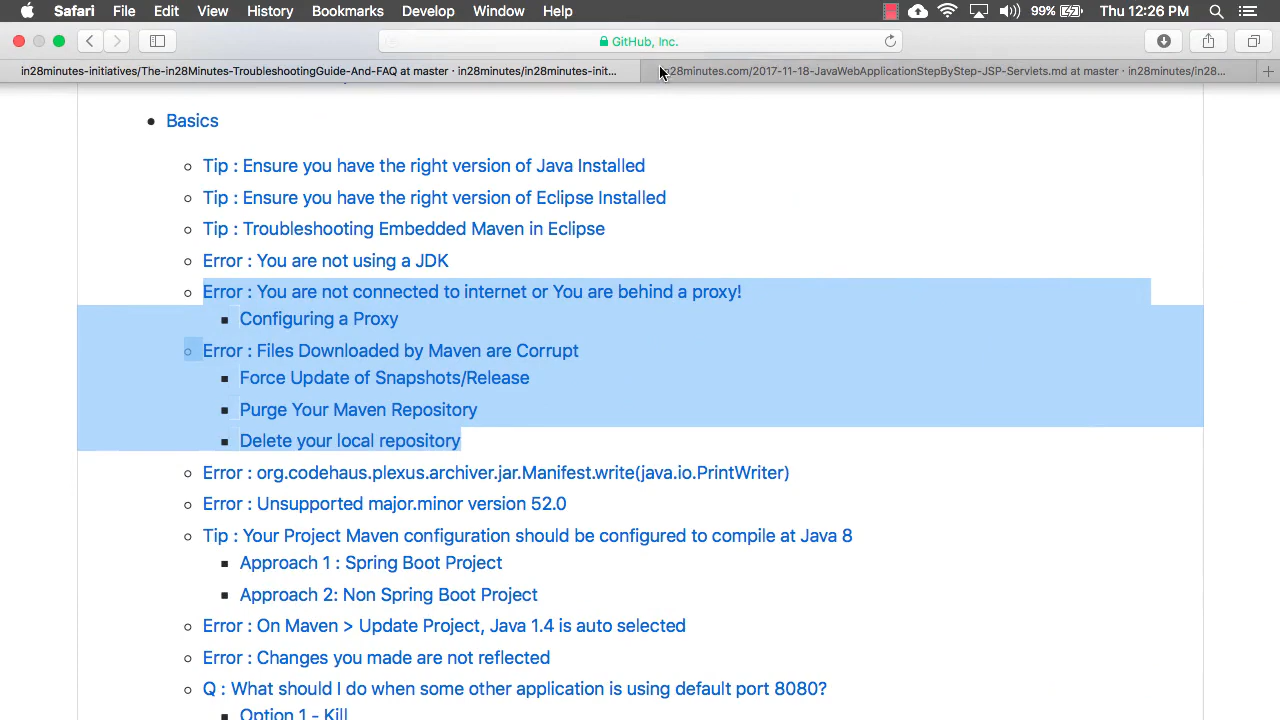 Safari File Edit View History Bookmarks Develop Window Help 99% Thu 12:26 PM
GitHub, Inc.
in28minutes-initiatives/The-in28Minutes-TroubleshootingGuide-And-FAQ at master · in28minutes/in28minutes-init... in28minutes.com/2017-11-18-JavaWebApplicationStepByStep-JSP-Servlets.md at master · in28minutes/in28...
Basics
Tip : Ensure you have the right version of Java Installed
Tip : Ensure you have the right version of Eclipse Installed
Tip : Troubleshooting Embedded Maven in Eclipse
Error : You are not using a JDK
Error : You are not connected to internet or You are behind a proxy!
Configuring a Proxy
Error : Files Downloaded by Maven are Corrupt
Force Update of Snapshots/Release
Purge Your Maven Repository
Delete your local repository
Error : org.codehaus.plexus.archiver.jar.Manifest.write(java.io.PrintWriter)
Error : Unsupported major.minor version 52.0
Tip : Your Project Maven configuration should be configured to compile at Java 8
Approach 1 : Spring Boot Project
Approach 2: Non Spring Boot Project
Error : On Maven > Update Project, Java 1.4 is auto selected
Error : Changes you made are not reflected
Q : What should I do when some other application is using default port 8080?
Option 1 - Kill